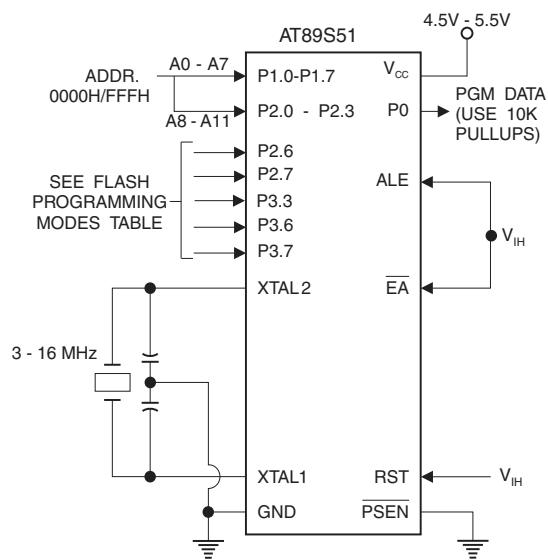 AT89S51
4.5V - 5.5V
ADDR.
0000H/FFFH
A0 - A7
A8 - A11
P1.0-P1.7
P2.0 - P2.3
P2.6
P2.7
P3.3
P3.6
P3.7
SEE FLASH
PROGRAMMING
MODES TABLE
XTAL2
3 - 16 MHz
XTAL1
GND
VCC
P0
PGM DATA
(USE 10K
PULLUPS)
ALE
VIH
EA
RST
VIH
PSEN